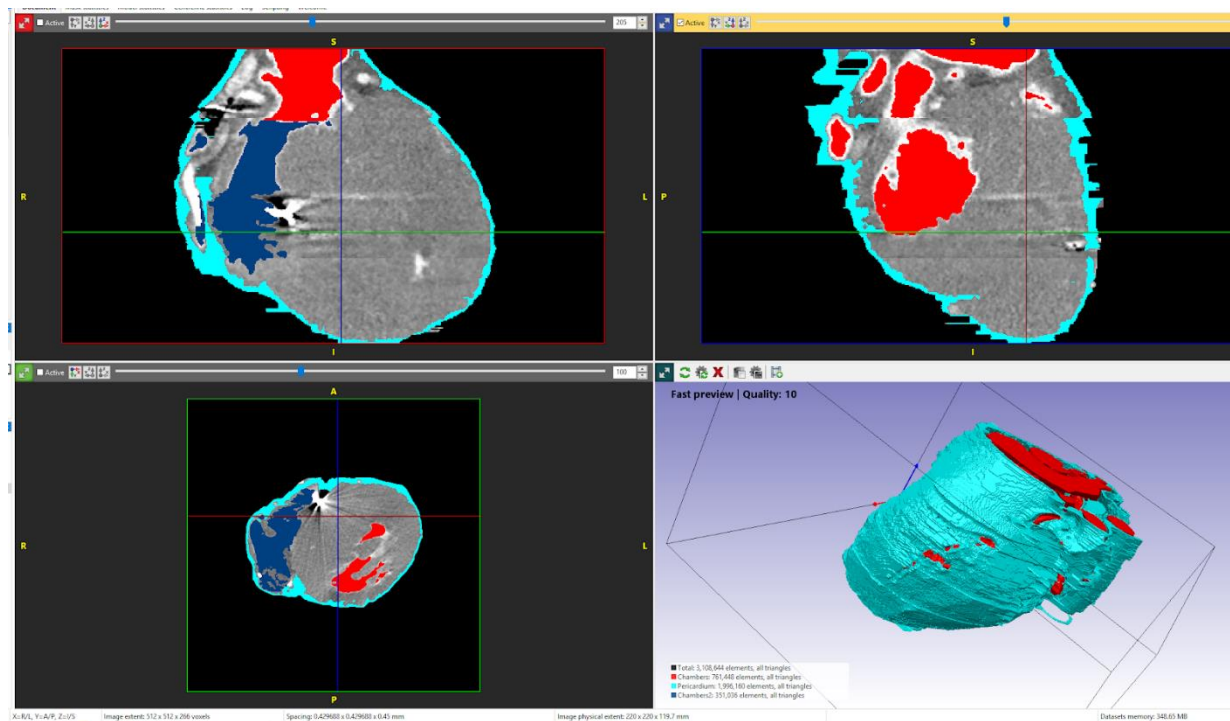 Active
205
Active
S
S
R
L
P
I
I
Active
100
Fast preview | Quality: 10
A
R
L
P
Total: 3,108,644 elements, all triangles
Chambers: 761,448 elements, all triangles
Pericardium: 1,996,160 elements, all triangles
Chambers2: 351,036 elements, all triangles
X=R/L, Y=A/P, Z=I/S
Image extent: 512 x 512 x 266 voxels
Spacing: 0.429688 x 0.429688 x 0.45 mm
Image physical extent: 220 x 220 x 119.7 mm
Datasets memory: 348.65 MB